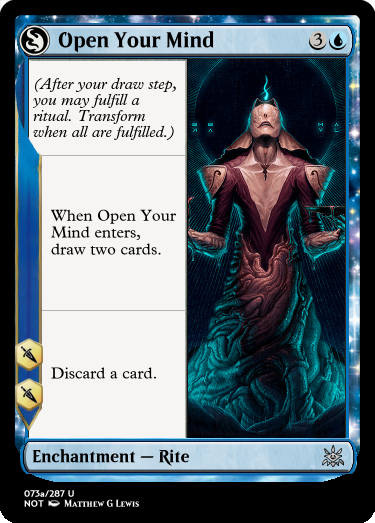 Open Your Mind 3
(After your draw step,
you may fulfill a
ritual. Transform
when all are fulfilled.)
When Open Your
Mind enters,
draw two cards.
Discard a card.
Enchantment — Rite
073a/287 U
NOT Matthew G Lewis